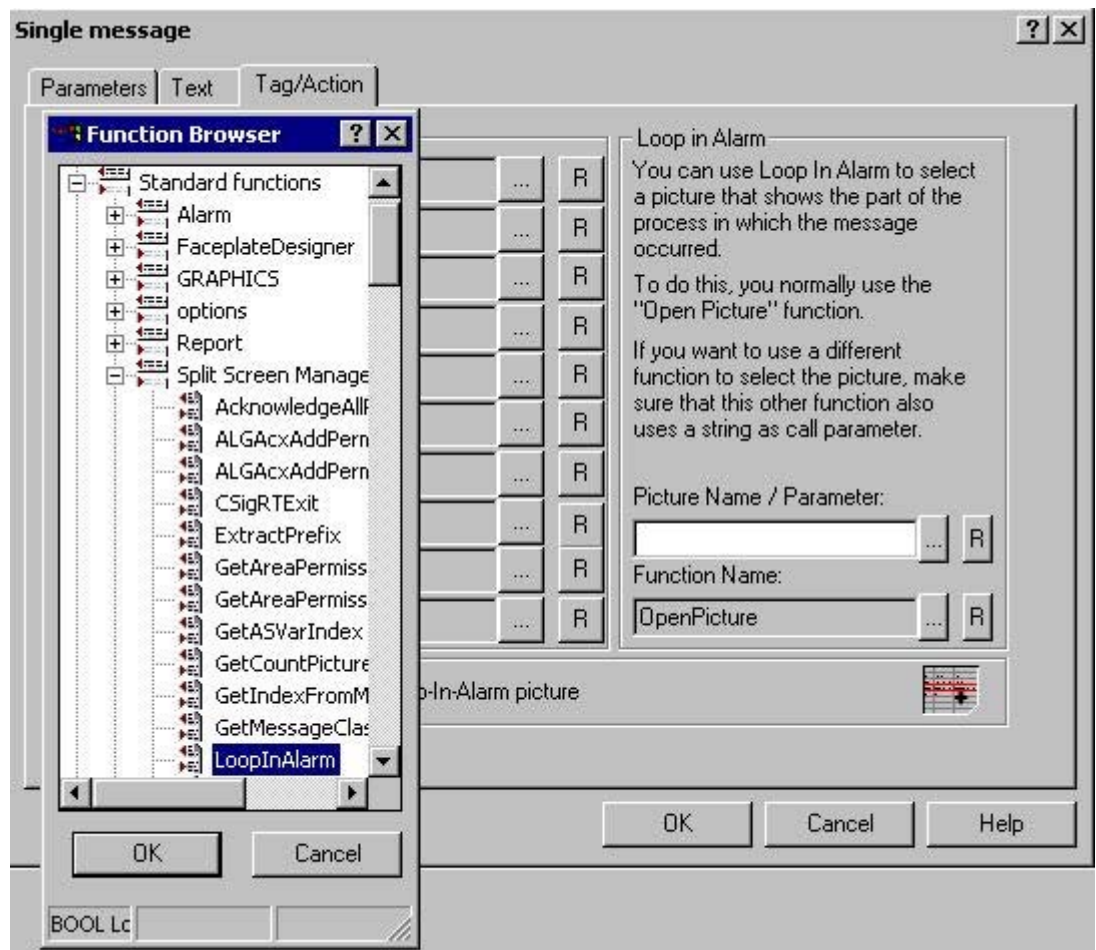 Single message
Parameters
Text
Tag/Action
Function Browser
Standard functions
Alarm
FaceplateDesigner
GRAPHICS
options
Report
Split Screen Manage
AcknowledgeAll
ALGAcxAddPern
ALGAcxAddPern
CSigRTExit
ExtractPrefix
GetAreaPermiss
GetAreaPermiss
GetASVarIndex
GetCountPicture
GetIndexFromM
GetMessageClas
LoopInAlarm
OK
Cancel
BOOL Lc
...
R
...
R
...
R
...
R
...
R
...
R
...
R
...
R
...
R
...
R
Loop in Alarm
You can use Loop In Alarm to select
a picture that shows the part of the
process in which the message
occurred.
To do this, you normally use the
"Open Picture" function.
If you want to use a different
function to select the picture, make
sure that this other function also
uses a string as call parameter.
Picture Name / Parameter:
...
R
Function Name:
OpenPicture
...
R
p-In-Alarm picture
OK
Cancel
Help